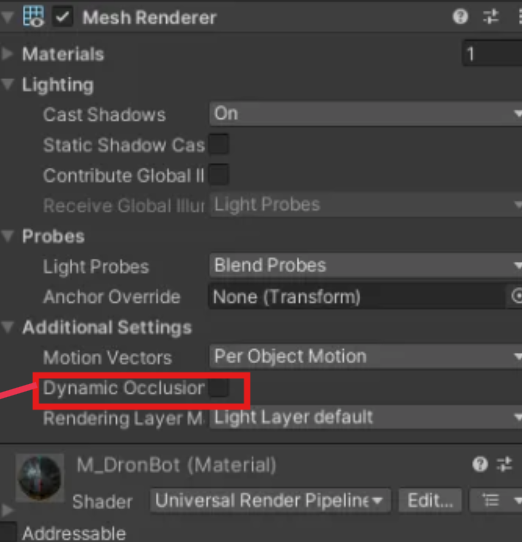 Mesh Renderer
Materials 1
Lighting
Cast Shadows On
Static Shadow Cas
Contribute Global Il
Receive Global Illur Light Probes
Probes
Light Probes Blend Probes
Anchor Override None (Transform)
Additional Settings
Motion Vectors Per Object Motion
Dynamic Occlusion
Rendering Layer M Light Layer default
M_DronBot (Material)
Shader Universal Render Pipeline Edit...
Addressable